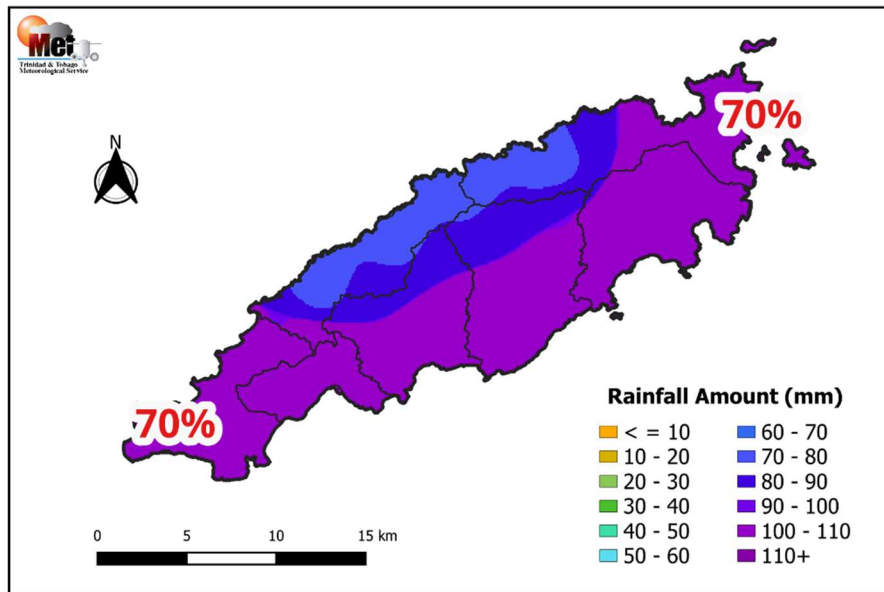 Met
Trinidad & Tobago
Meteorological Service
N
70%
70%
Rainfall Amount (mm)
< = 10
10 - 20
20 - 30
30 - 40
40 - 50
50 - 60
60 - 70
70 - 80
80 - 90
90 - 100
100 - 110
110+
0 5 10 15 km